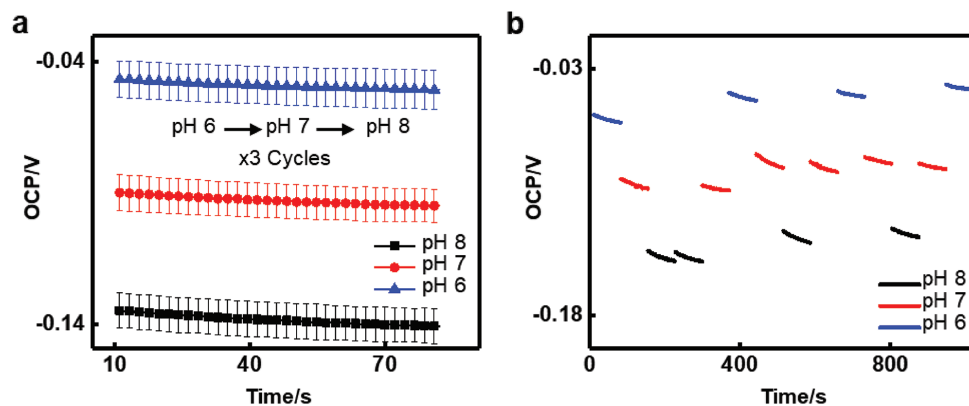 a
-0.04
-0.14
OCP/V
pH 6 → pH 7 → pH 8
x3 Cycles
pH 8
pH 7
pH 6
10 40 70
Time/s
b
-0.03
-0.18
OCP/V
pH 8
pH 7
pH 6
0 400 800
Time/s